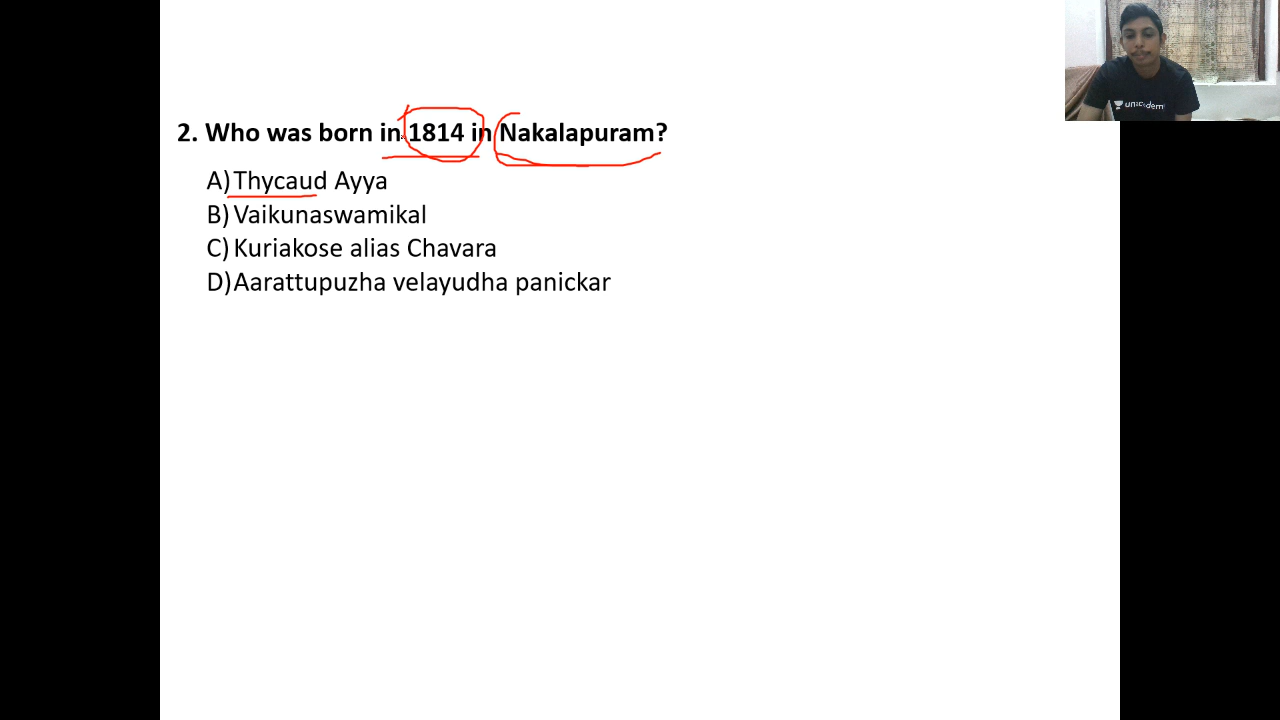 2. Who was born in 1814 in Nakalapuram?
A) Thycaud Ayya
B) Vaikunaswamikal
C) Kuriakose alias Chavara
D) Aarattupuzha velayudha panickar